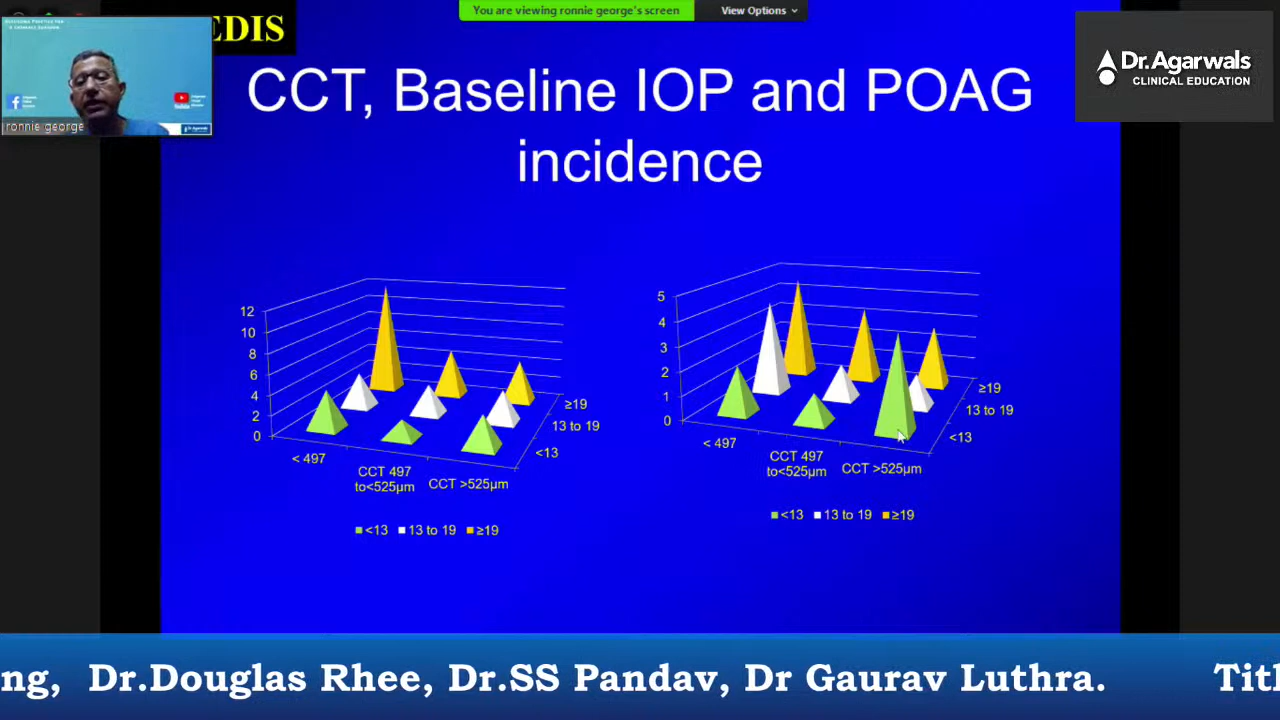 You are viewing ronnie george's screen
View Options
EDIS
ronnie george
Dr.Agarwals
CLINICAL EDUCATION
CCT, Baseline IOP and POAG
incidence
12
10
8
6
4
2
0
< 497
CCT 497
to<525µm
CCT >525µm
≥19
13 to 19
<13
<13 13 to 19 ≥19
5
4
3
2
1
0
< 497
CCT 497
to<525µm
CCT >525µm
≥19
13 to 19
<13
<13 13 to 19 ≥19
ng, Dr.Douglas Rhee, Dr.SS Pandav, Dr Gaurav Luthra. Titl